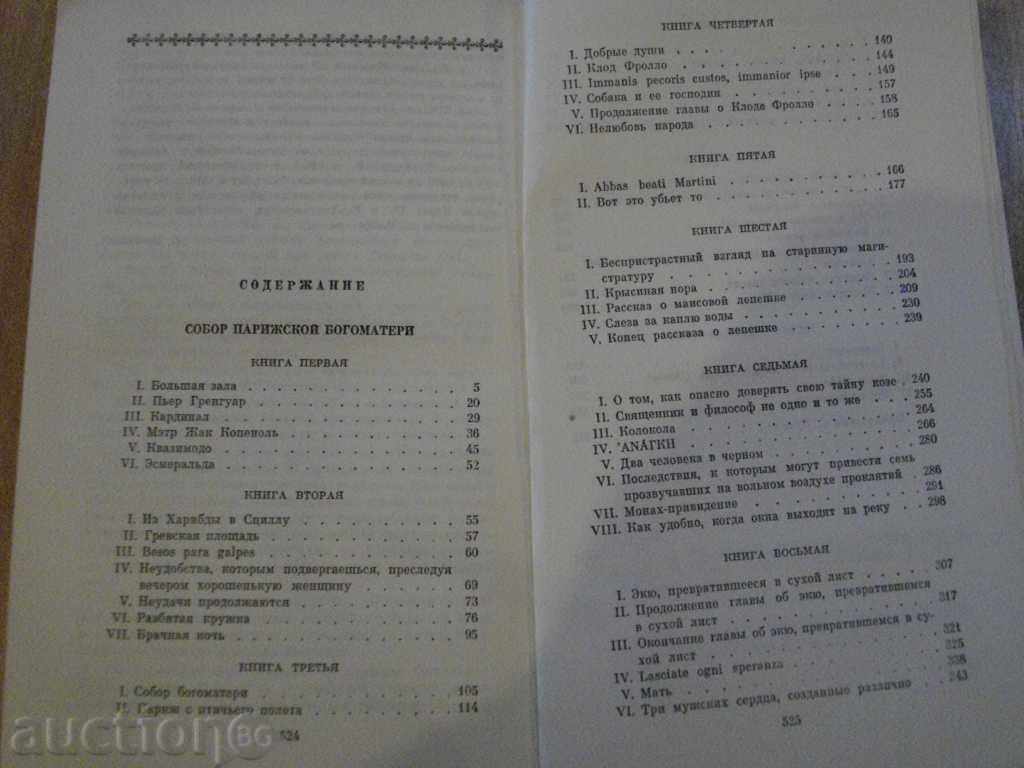 СОДЕРЖАНИЕ
СОБОР ПАРИЖСКОЙ БОГОМАТЕРИ
КНИГА ПЕРВАЯ
I. Большая зала . . . 5
II. Пьер Гренгуар . . . 20
III. Кардинал . . . 29
IV. Мэтр Жак Копеноль . . . 36
V. Квазимодо . . . 45
VI. Эсмеральда . . . 52
КНИГА ВТОРАЯ
I. Из Харибды в Сциллу . . . 55
II. Гревская площадь . . . 57
III. Besos para golpes . . . 60
IV. Неудобства, которым подвергаешься, преследуя
вечером хорошенькую женщину . . . 69
V. Неудачи продолжаются . . . 73
VI. Разбитая кружка . . . 76
VII. Брачная ночь . . . 95
КНИГА ТРЕТЬЯ
I. Собор богоматери . . . 105
II. Париж с птичьего полета . . . 114
524
КНИГА ЧЕТВЕРТАЯ
I. Добрые души . . . 140
II. Клод Фролло . . . 144
III. Immanis pecoris custos, immanior ipse . . . 149
IV. Собака и ее господин . . . 157
V. Продолжение главы о Клоде Фролло . . . 158
VI. Нелюбовь народа . . . 165
КНИГА ПЯТАЯ
I. Abbas beati Martini . . . 166
II. Вот это убьет то . . . 177
КНИГА ШЕСТАЯ
I. Беспристрастный взгляд на старинную маги-
стратуру . . . 193
II. Крысиная нора . . . 204
III. Рассказ о маисовой лепешке . . . 209
IV. Слеза за каплю воды . . . 230
V. Конец рассказа о лепешке . . . 239
КНИГА СЕДЬМАЯ
I. О том, как опасно доверять свою тайну козе . 240
II. Священник и философ не одно и то же . . . 255
III. Колокола . . . 264
IV. 'ΑΝΑΓΚΗ . . . 266
V. Два человека в черном . . . 280
VI. Последствия, к которым могут привести семь
прозвучавших на вольном воздухе проклятий . 286
VII. Монах-привидение . . . 291
VIII. Как удобно, когда окна выходят на реку . . . 298
КНИГА ВОСЬМАЯ
I. Экю, превратившееся в сухой лист . . . 307
II. Продолжение главы об экю, превратившемся
в сухой лист . . . 317
III. Окончание главы об экю, превратившемся в су-
хой лист . . . 321
IV. Lasciate ogni speranza . . . 325
V. Мать . . . 338
VI. Три мужских сердца, созданные различно . . . 343
525
auction BG